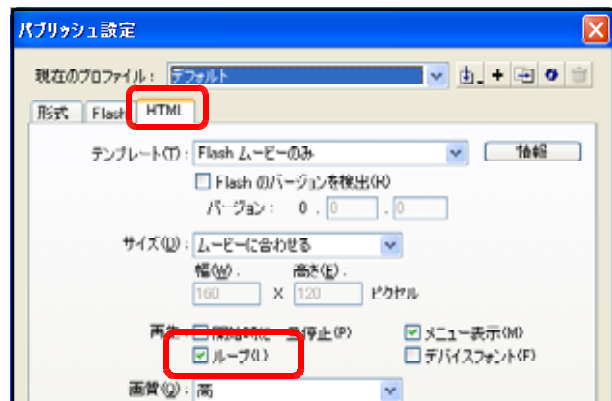 パブリッシュ設定
現在のプロファイル： デフォルト
形式 Flash HTML
テンプレート(T)： Flash ムービーのみ 情報
Flash のバージョンを検出(R)
バージョン： 0 . 0 . 0
サイズ(U)： ムービーに合わせる
幅(W)： 高さ(E)：
160 X 120 ピクセル
再生： 開始時に一旦停止(P) メニュー表示(M)
ループ(L) デバイスフォント(F)
画質(Q)： 高